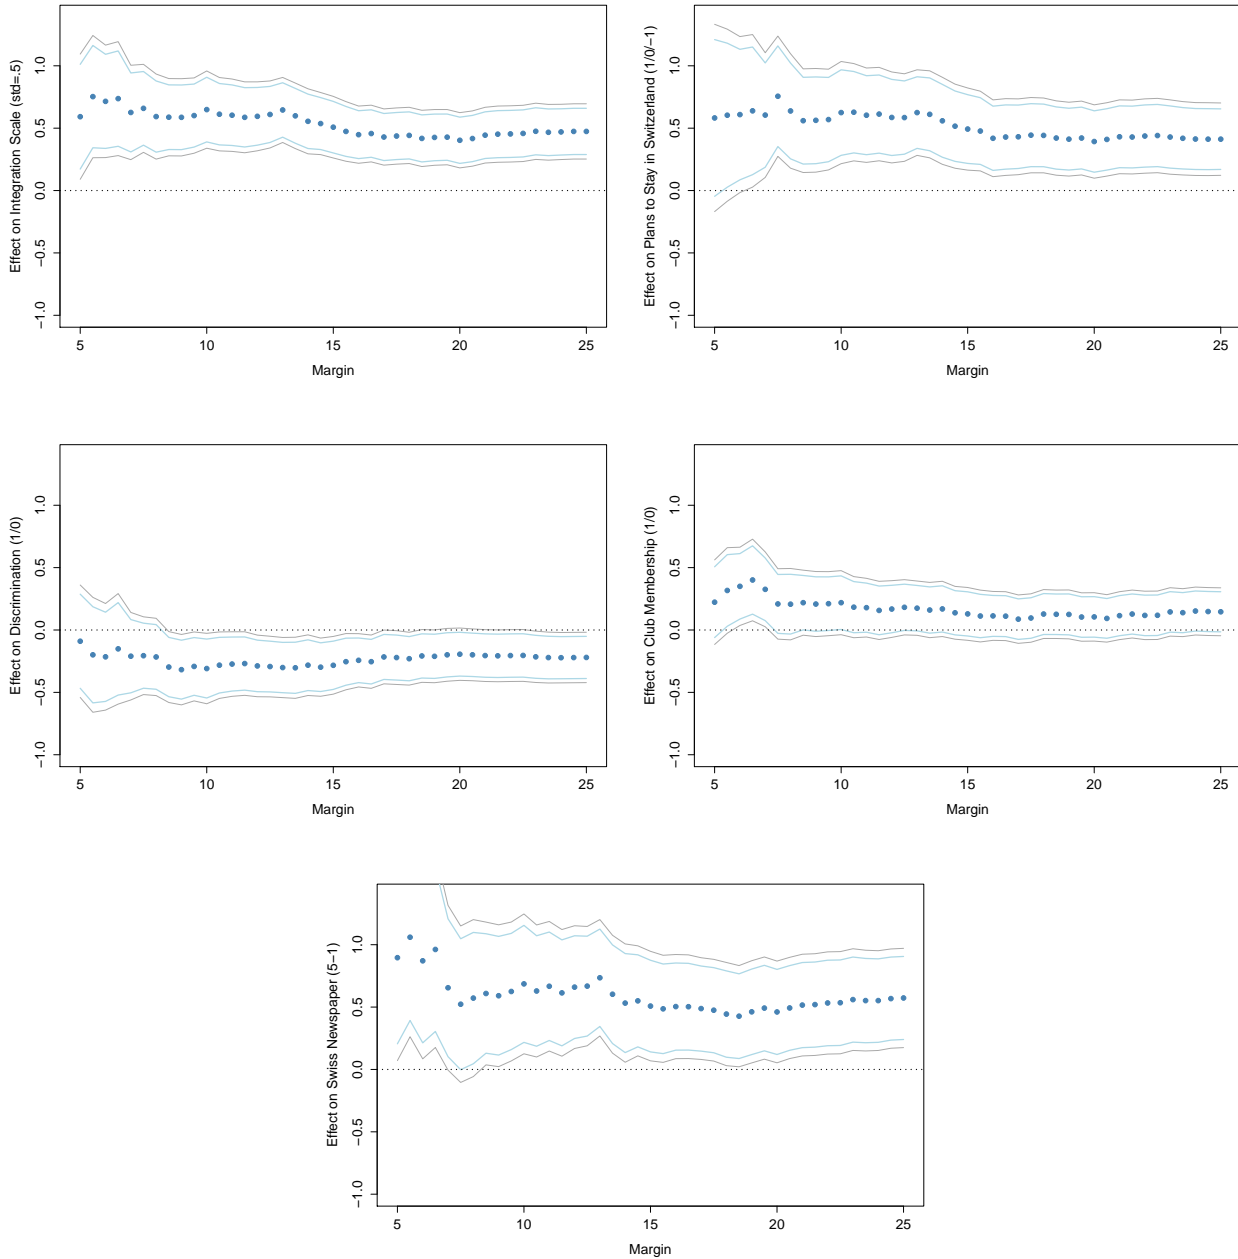 Effect on Integration Scale (std=.5)
1.0
0.5
0.0
−0.5
−1.0
5 10 15 20 25
Margin
Effect on Plans to Stay in Switzerland (1/0/−1)
1.0
0.5
0.0
−0.5
−1.0
5 10 15 20 25
Margin
Effect on Discrimination (1/0)
1.0
0.5
0.0
−0.5
−1.0
5 10 15 20 25
Margin
Effect on Club Membership (1/0)
1.0
0.5
0.0
−0.5
−1.0
5 10 15 20 25
Margin
Effect on Swiss Newspaper (5−1)
1.0
0.5
0.0
−0.5
−1.0
5 10 15 20 25
Margin